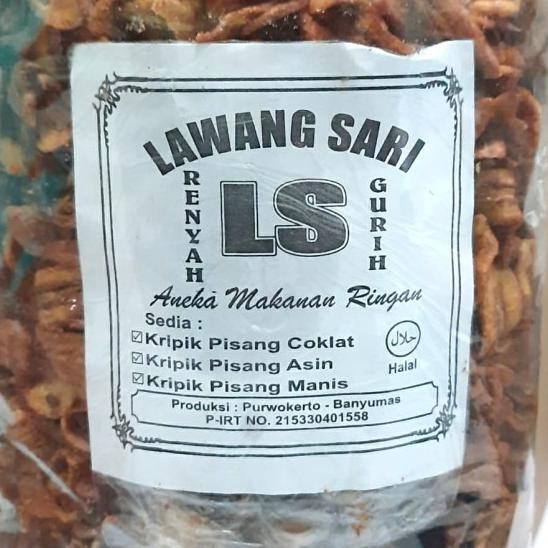 LAWANG SARI
RENYAH
LS
GURIH
Aneka Makanan Ringan
Sedia :
☑ Kripik Pisang Coklat
☑ Kripik Pisang Asin
☑ Kripik Pisang Manis
حلال
Halal
Produksi : Purwokerto - Banyumas
P-IRT NO. 215330401558